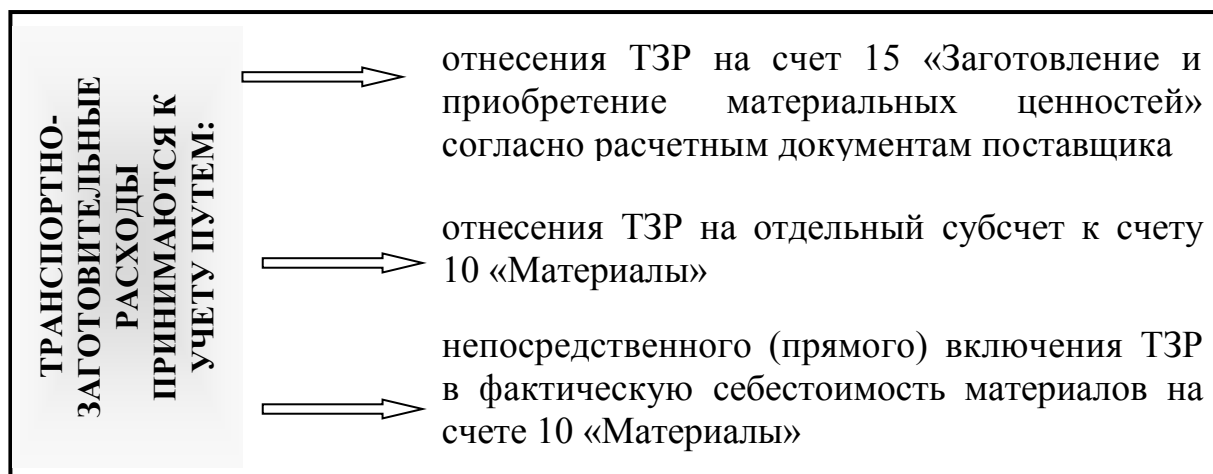 ТРАНСПОРТНО-
ЗАГОТОВИТЕЛЬНЫЕ
РАСХОДЫ
ПРИНИМАЮТСЯ К
УЧЕТУ ПУТЕМ:
отнесения ТЗР на счет 15 «Заготовление и
приобретение материальных ценностей»
согласно расчетным документам поставщика
отнесения ТЗР на отдельный субсчет к счету
10 «Материалы»
непосредственного (прямого) включения ТЗР
в фактическую себестоимость материалов на
счете 10 «Материалы»